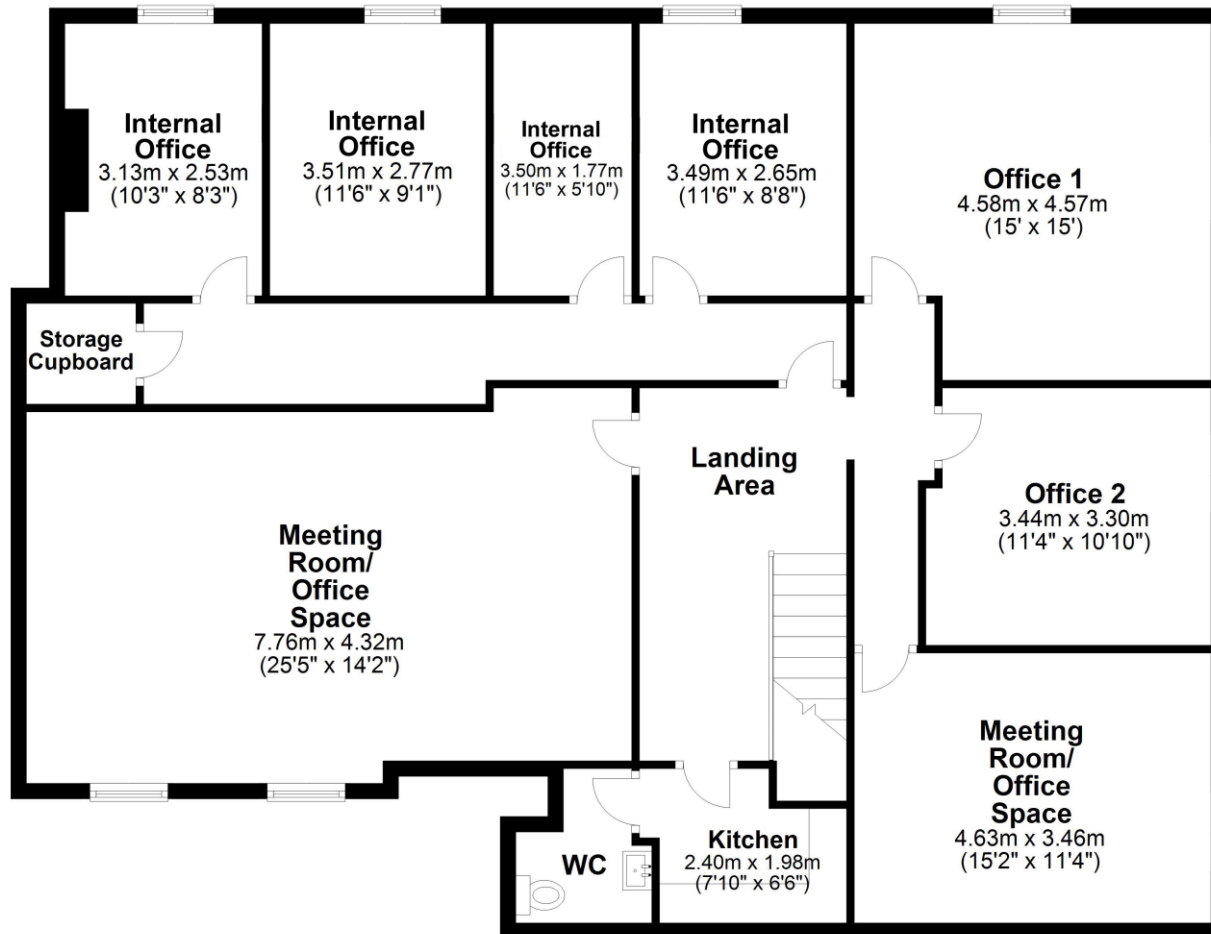 Internal
Office
3.13m x 2.53m
(10'3" x 8'3")
Internal
Office
3.51m x 2.77m
(11'6" x 9'1")
Internal
Office
3.50m x 1.77m
(11'6" x 5'10")
Internal
Office
3.49m x 2.65m
(11'6" x 8'8")
Office 1
4.58m x 4.57m
(15' x 15')
Storage
Cupboard
Landing
Area
Office 2
3.44m x 3.30m
(11'4" x 10'10")
Meeting
Room/
Office
Space
7.76m x 4.32m
(25'5" x 14'2")
Meeting
Room/
Office
Space
4.63m x 3.46m
(15'2" x 11'4")
WC
Kitchen
2.40m x 1.98m
(7'10" x 6'6")